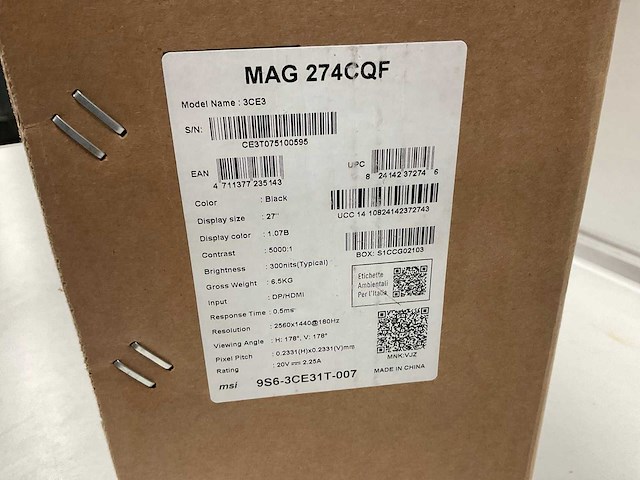 MAG 274CQF
Model Name : 3CE3
S/N:
CE3T075100595
EAN
4 711377 235143
UPC
8 24142 37274 6
UCC 14 10824142372743
BOX: S1CCG02103
Color : Black
Display size : 27"
Display color : 1.07B
Contrast : 5000:1
Brightness : 300nits(Typical)
Gross Weight : 6.5KG
Input : DP/HDMI
Response Time : 0.5ms
Resolution : 2560x1440@180Hz
Viewing Angle : H: 178°, V: 178°
Pixel Pitch : 0.2331(H)x0.2331(V)mm
Rating : 20V⎓ 2.25A
Etichette
Ambientali
Per l'Italia
MNK:VJZ
msi 9S6-3CE31T-007
MADE IN CHINA